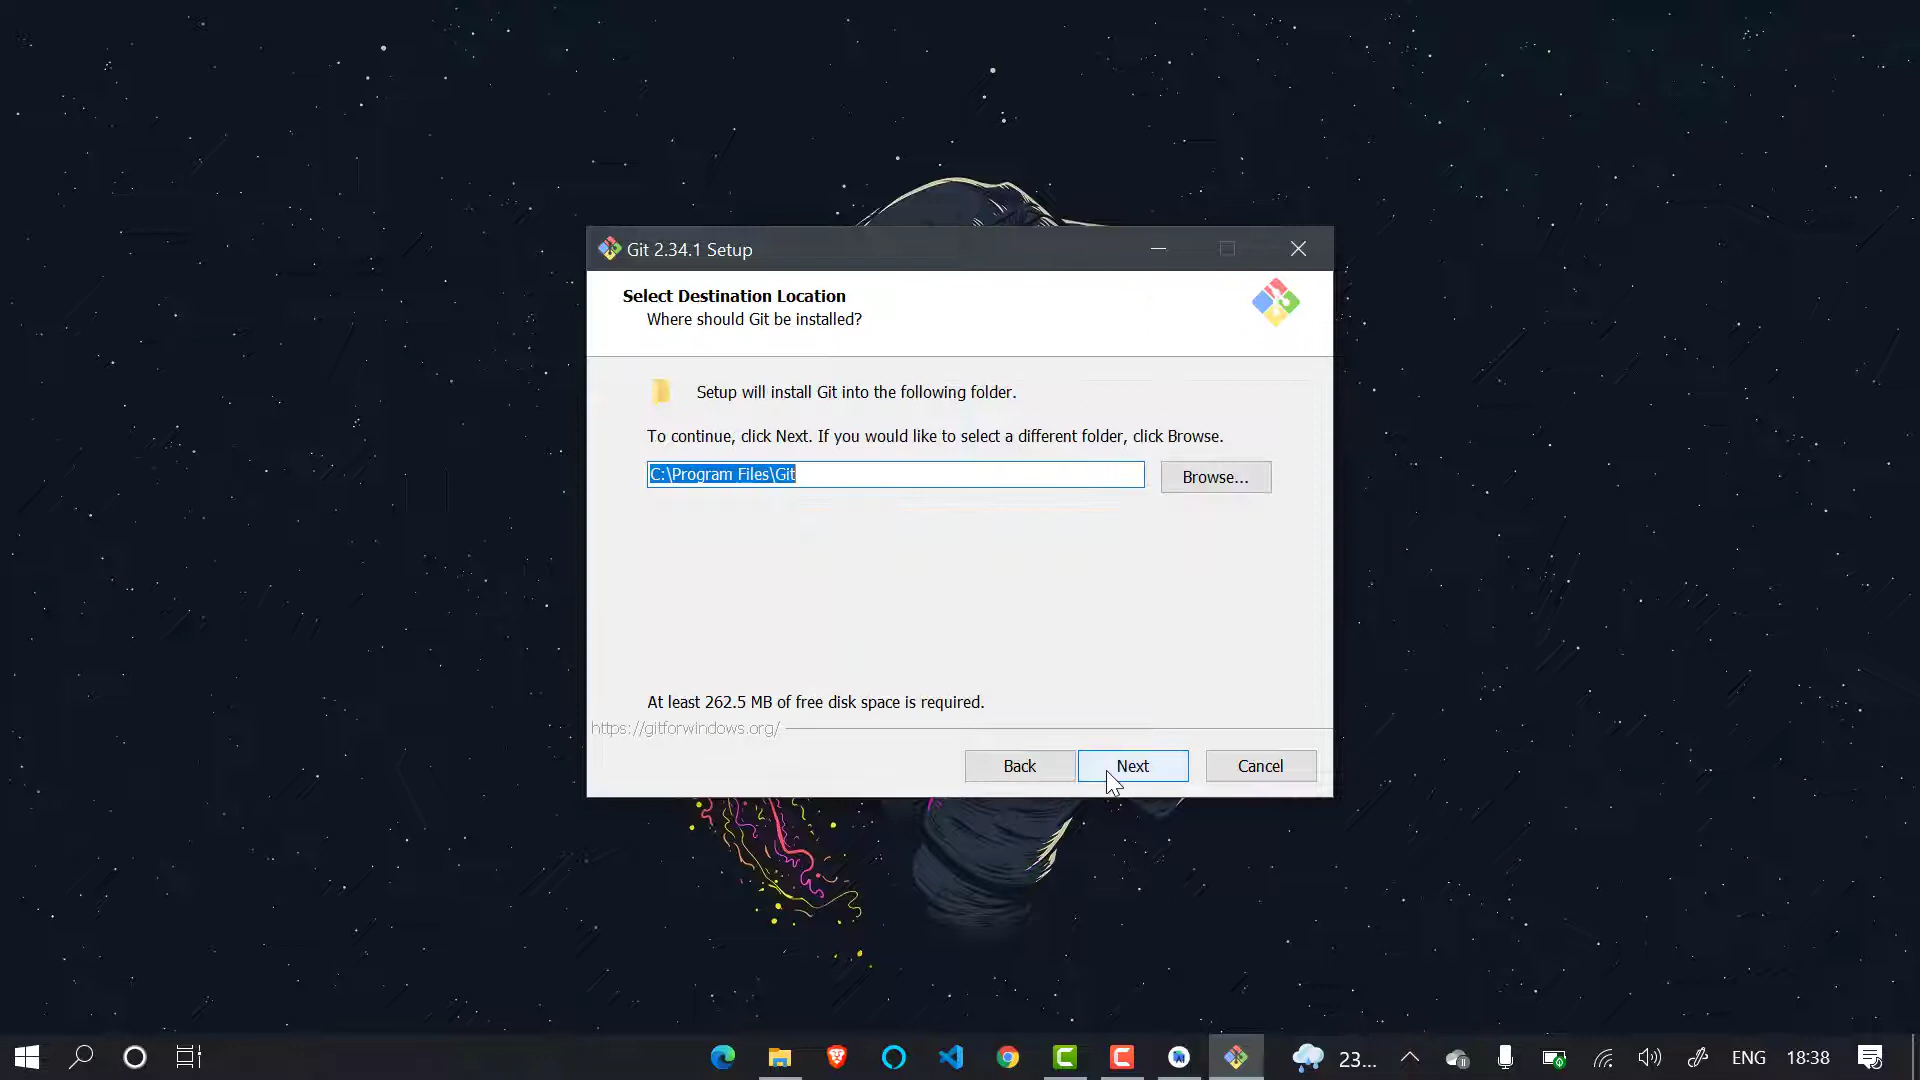 Git 2.34.1 Setup
Select Destination Location
Where should Git be installed?
Setup will install Git into the following folder.
To continue, click Next. If you would like to select a different folder, click Browse.
C:\Program Files\Git
Browse...
At least 262.5 MB of free disk space is required.
https://gitforwindows.org/
Back
Next
Cancel
23...
ENG
18:38